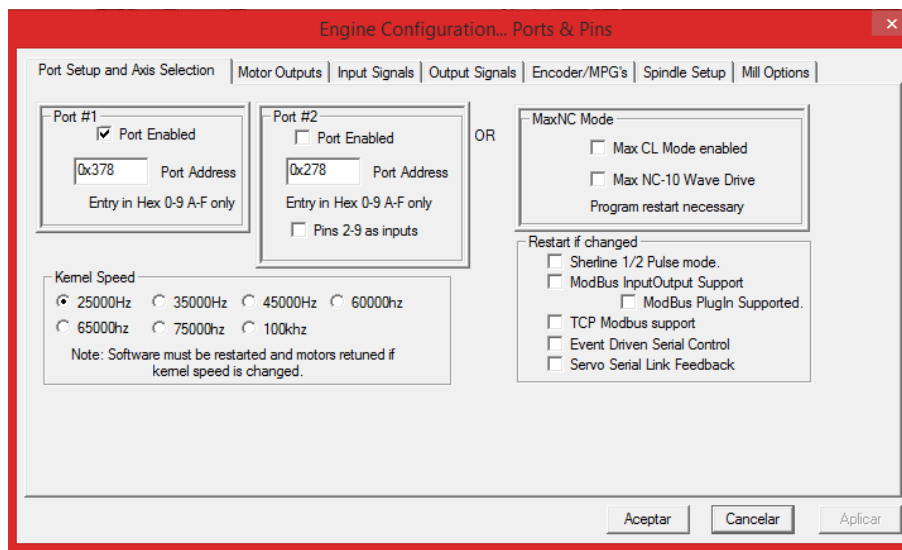 Engine Configuration... Ports & Pins
Port Setup and Axis Selection Motor Outputs Input Signals Output Signals Encoder/MPG's Spindle Setup Mill Options
Port #1
Port Enabled
0x378 Port Address
Entry in Hex 0-9 A-F only
Port #2
Port Enabled
0x278 Port Address
Entry in Hex 0-9 A-F only
Pins 2-9 as inputs
OR
MaxNC Mode
Max CL Mode enabled
Max NC-10 Wave Drive
Program restart necessary
Restart if changed
Sherline 1/2 Pulse mode.
ModBus InputOutput Support
ModBus PlugIn Supported.
TCP Modbus support
Event Driven Serial Control
Servo Serial Link Feedback
Kernel Speed
25000Hz 35000Hz 45000Hz 60000hz
65000hz 75000hz 100khz
Note: Software must be restarted and motors retuned if
kernel speed is changed.
Aceptar Cancelar Aplicar